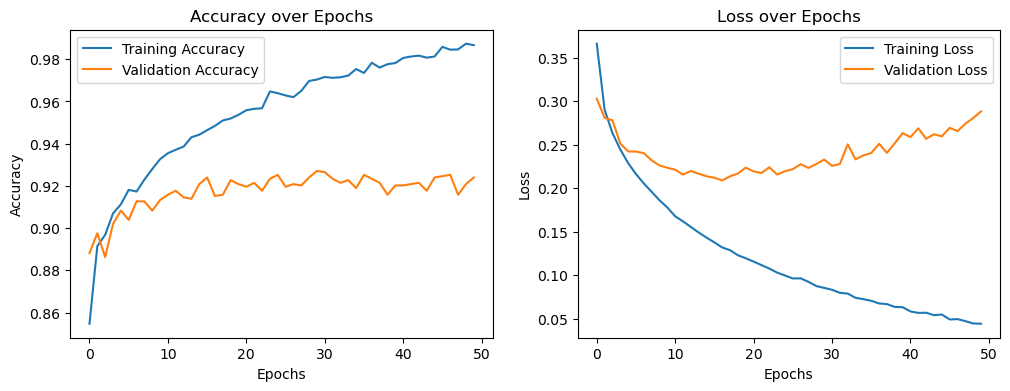 Accuracy over Epochs
Training Accuracy
Validation Accuracy
0.98
0.96
0.94
0.92
0.90
0.88
0.86
Accuracy
0
10
20
30
40
50
Epochs
Loss over Epochs
Training Loss
Validation Loss
0.35
0.30
0.25
0.20
0.15
0.10
0.05
Loss
0
10
20
30
40
50
Epochs